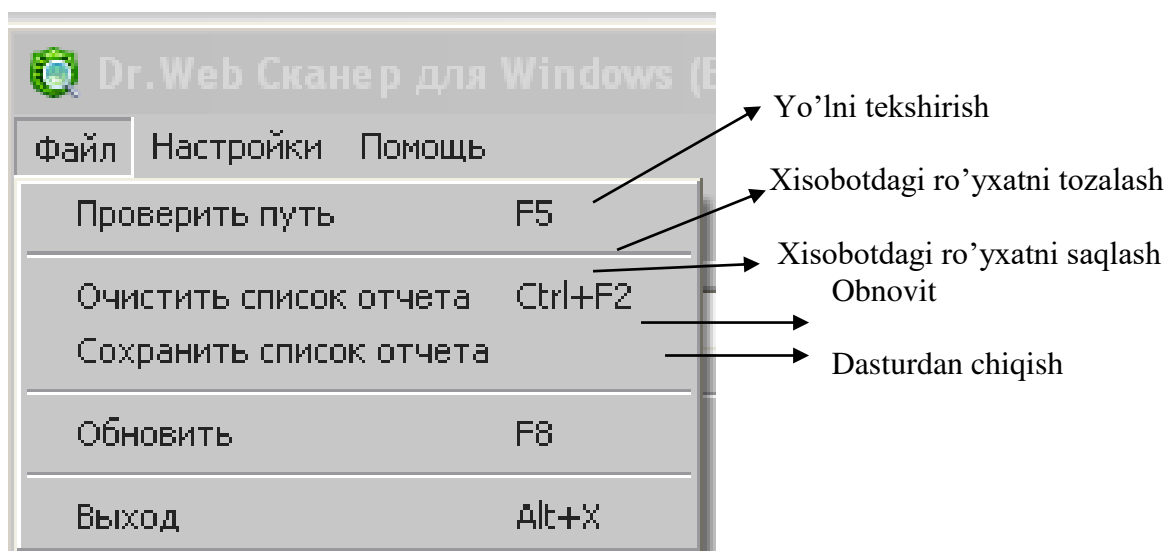 Dr.Web Сканер для Windows (
Файл Настройки Помощь
Проверить путь F5
Очистить список отчета Ctrl+F2
Сохранить список отчета
Обновить F8
Выход Alt+X
Yo’lni tekshirish
Xisobotdagi ro’yxatni tozalash
Xisobotdagi ro’yxatni saqlash
Obnovit
Dasturdan chiqish